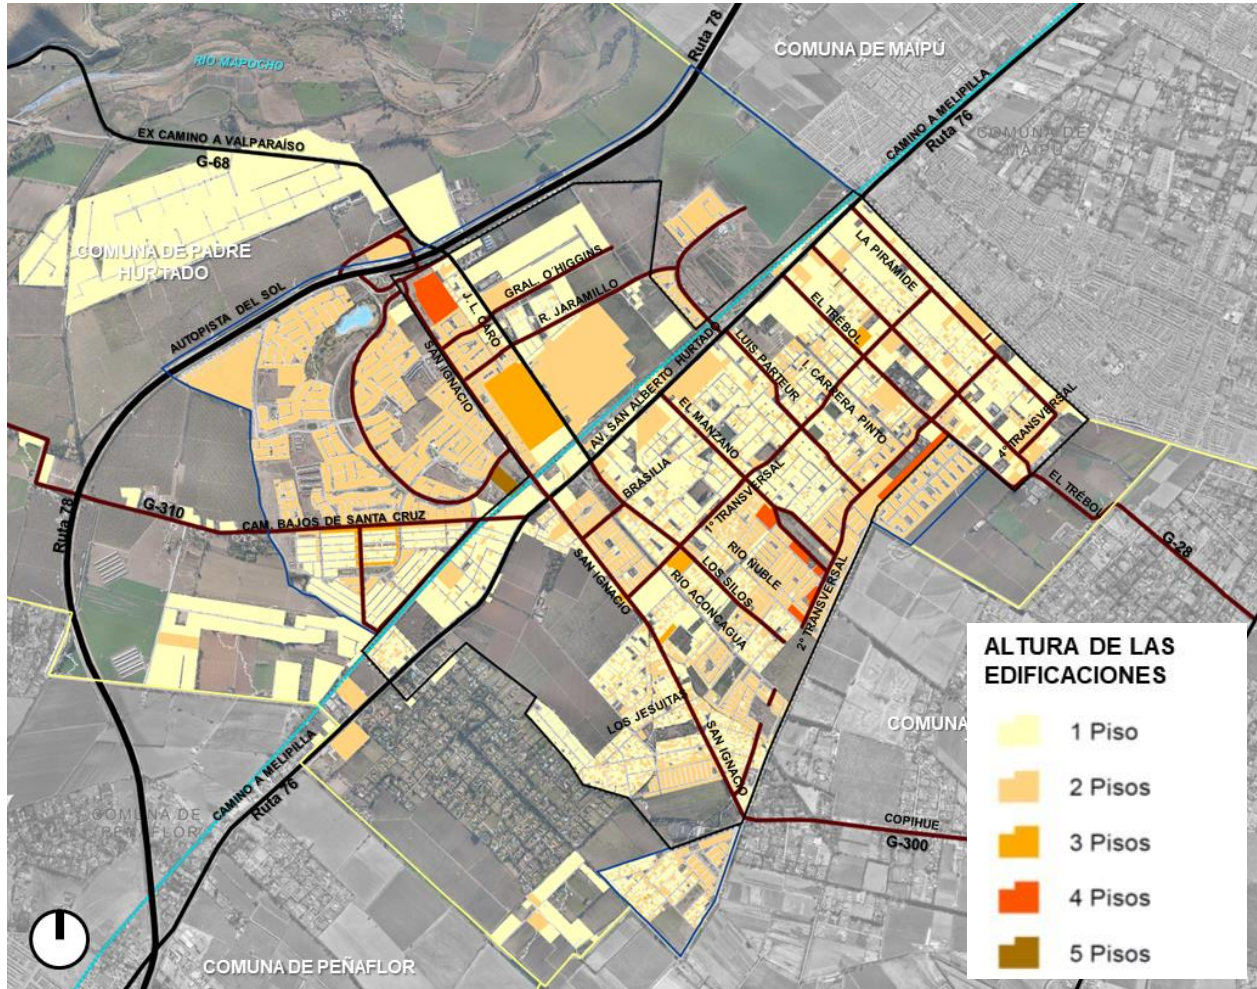 Ruta 78
COMUNA DE MAIPÚ
RIO MAPOCHO
CAMINO A MELIPILLA
Ruta 76
COMUNA DE
MAIPÚ
EX CAMINO A VALPARAÍSO
G-68
COMUNA DE PADRE
HURTADO
LA PIRAMIDE
GRAL. O´HIGGINS
J. L. CARO
R. JARAMILLO
EL TRÉBOL
AUTOPISTA DEL SOL
SAN IGNACIO
LUIS PARTEUR
I. CARRERA PINTO
AV. SAN ALBERTO HURTADO
EL MANZANO
4° TRANSVERSAL
BRASILIA
1° TRANSVERSAL
EL TRÉBOL
G-310
CAM. BAJOS DE SANTA CRUZ
Ruta 78
G-28
SAN IGNACIO
RIO ÑUBLE
LOS SILOS
RIO ACONCAGUA
2° TRANSVERSAL
LOS JESUITAS
SAN IGNACIO
COMUNA
CAMINO A MELIPILLA
Ruta 76
COMUNA DE
PEÑAFLOR
COPIHUE
G-300
COMUNA DE PEÑAFLOR
ALTURA DE LAS
EDIFICACIONES
1 Piso
2 Pisos
3 Pisos
4 Pisos
5 Pisos